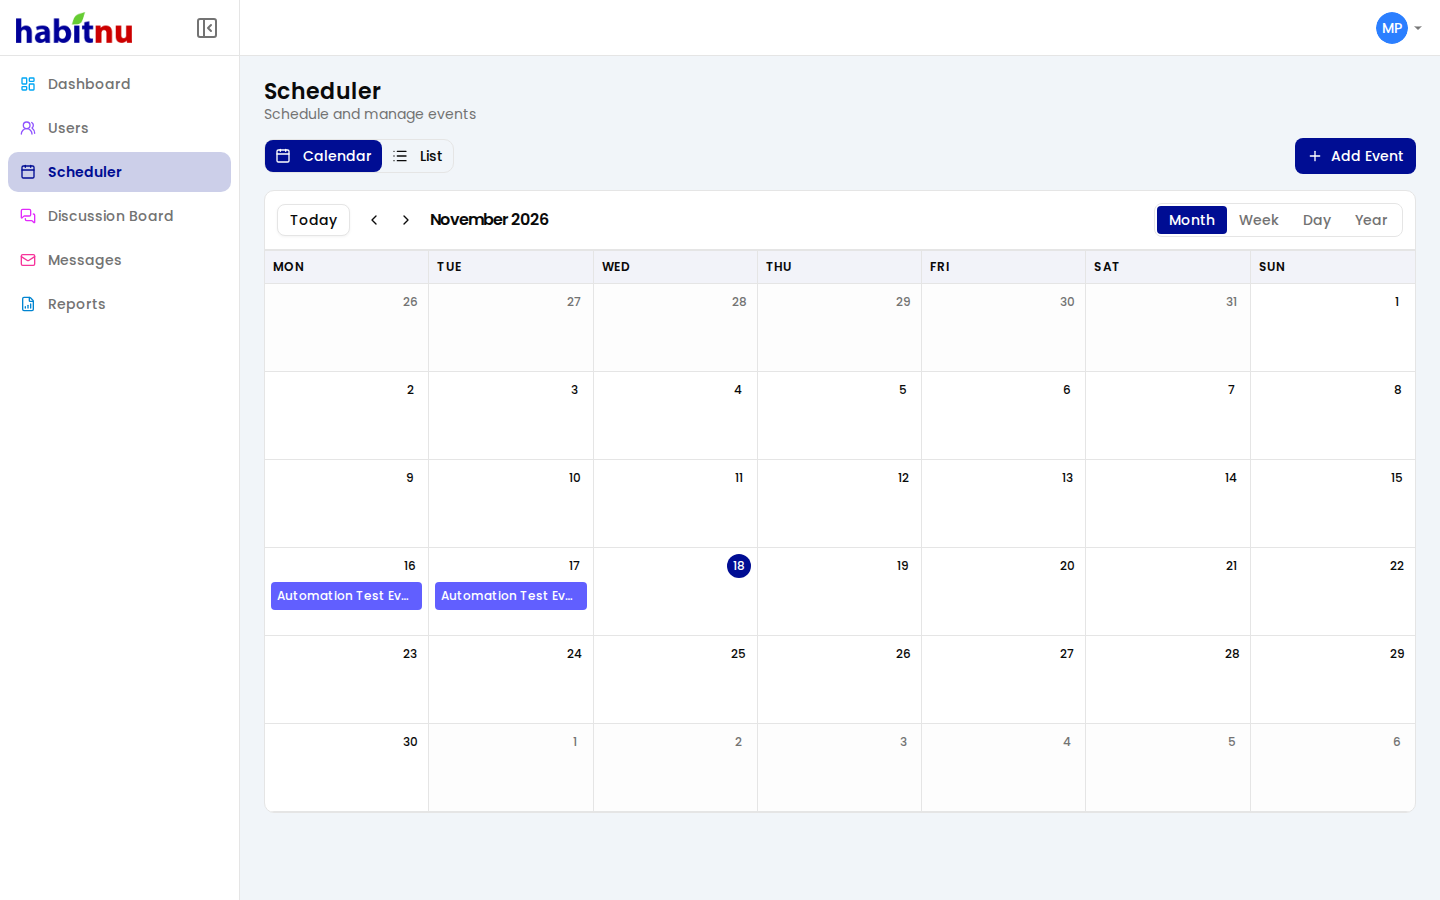 habitnu
MP
Dashboard
Users
Scheduler
Discussion Board
Messages
Reports
Scheduler
Schedule and manage events
Calendar List
Add Event
Today November 2026 Month Week Day Year
MON TUE WED THU FRI SAT SUN
26 27 28 29 30 31 1
2 3 4 5 6 7 8
9 10 11 12 13 14 15
16 17 18 19 20 21 22
Automation Test Ev... Automation Test Ev...
23 24 25 26 27 28 29
30 1 2 3 4 5 6